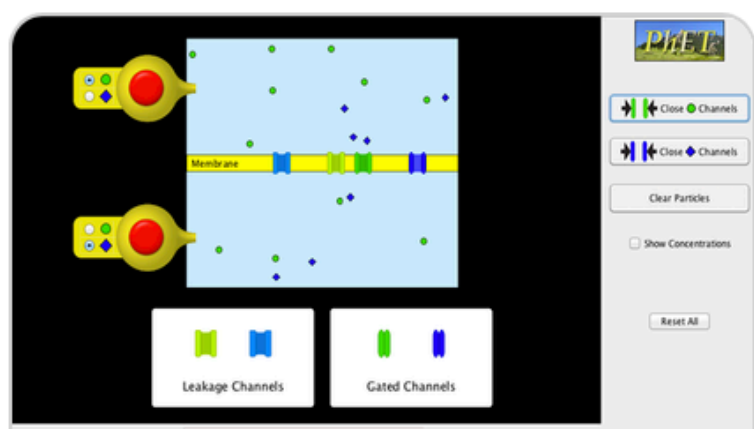 PhET
Close Channels
Membrane
Close Channels
Clear Particles
Show Concentrations
Reset All
Leakage Channels
Gated Channels